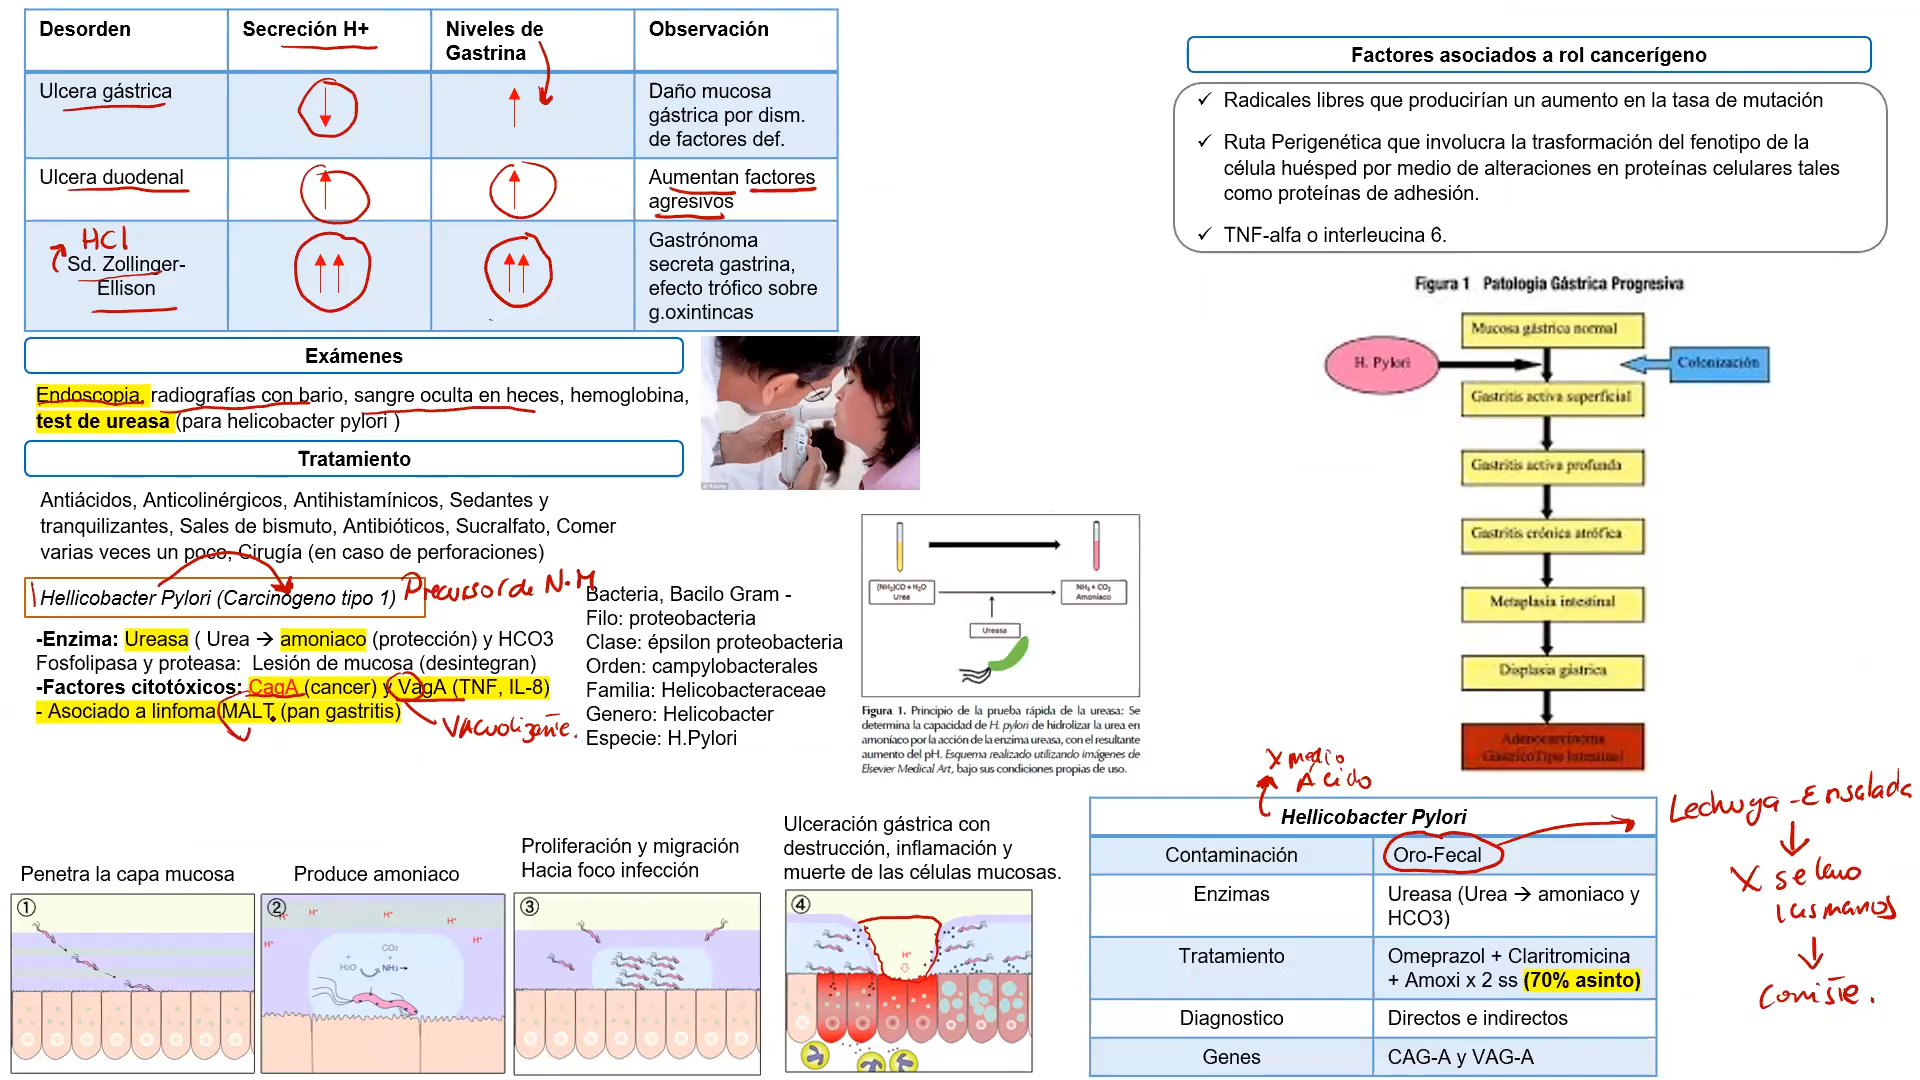 Desorden
Secreción H+
Niveles de
Gastrina
Observación
Ulcera gástrica
Daño mucosa
gástrica por dism.
de factores def.
Ulcera duodenal
Aumentan factores
agresivos
HCl
Sd. Zollinger-
Ellison
Gastrónoma
secreta gastrina,
efecto trófico sobre
g.oxintincas
Exámenes
Endoscopia, radiografías con bario, sangre oculta en heces, hemoglobina,
test de ureasa (para helicobacter pylori )
Tratamiento
Antiácidos, Anticolinérgicos, Antihistamínicos, Sedantes y
tranquilizantes, Sales de bismuto, Antibióticos, Sucralfato, Comer
varias veces un poco, Cirugía (en caso de perforaciones)
Hellicobacter Pylori (Carcinógeno tipo 1)
Precursor de N.M
-Enzima: Ureasa ( Urea → amoniaco (protección) y HCO3
Fosfolipasa y proteasa: Lesión de mucosa (desintegran)
-Factores citotóxicos: CagA (cancer) y VagA (TNF, IL-8)
- Asociado a linfoma MALT (pan gastritis)
VACuolizante.
Bacteria, Bacilo Gram -
Filo: proteobacteria
Clase: épsilon proteobacteria
Orden: campylobacterales
Familia: Helicobacteraceae
Genero: Helicobacter
Especie: H.Pylori
(NH2)CO + H2O
Urea
NH3 + CO2
Amoníaco
Ureasa
Figura 1. Principio de la prueba rápida de la ureasa: Se
determina la capacidad de H. pylori de hidrolizar la urea en
amoníaco por la acción de la enzima ureasa, con el resultante
aumento del pH. Esquema realizado utilizando imágenes de
Elsevier Medical Art, bajo sus condiciones propias de uso.
Factores asociados a rol cancerígeno
✓ Radicales libres que producirían un aumento en la tasa de mutación
✓ Ruta Perigenética que involucra la trasformación del fenotipo de la
célula huésped por medio de alteraciones en proteínas celulares tales
como proteínas de adhesión.
✓ TNF-alfa o interleucina 6.
Figura 1 Patología Gástrica Progresiva
Mucosa gástrica normal
H. Pylori
Colonización
Gastritis activa superficial
Gastritis activa profunda
Gastritis crónica atrófica
Metaplasia intestinal
Displasia gástrica
Adenocarcinoma
Gástrico Tipo Intestinal
Penetra la capa mucosa
①
Produce amoniaco
②
H+
H+
H+
H+
H+
CO2
+
+
H2O
NH3
Proliferación y migración
Hacia foco infección
③
Ulceración gástrica con
destrucción, inflamación y
muerte de las células mucosas.
④
H+
X medio
Acido
Hellicobacter Pylori
Contaminación
Oro-Fecal
Enzimas
Ureasa (Urea → amoniaco y
HCO3)
Tratamiento
Omeprazol + Claritromicina
+ Amoxi x 2 ss (70% asinto)
Diagnostico
Directos e indirectos
Genes
CAG-A y VAG-A
Lechuga - Ensalada
X se lavo
las manos
Comiste.